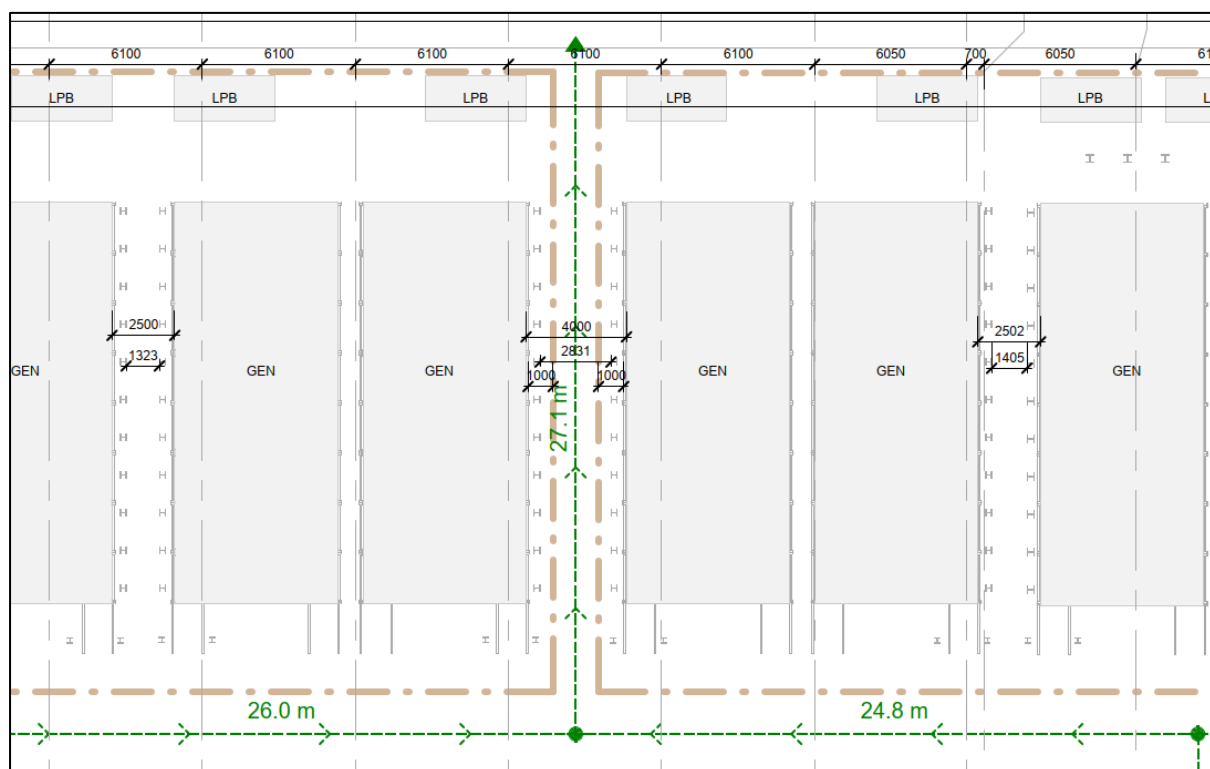 6100 6100 6100 6100 6100 6050 700 6050
LPB LPB LPB LPB LPB LPB
2500 4000 2502
1323 2831 1405
GEN GEN GEN 1000 1000 GEN GEN GEN
27.1 m
26.0 m 24.8 m